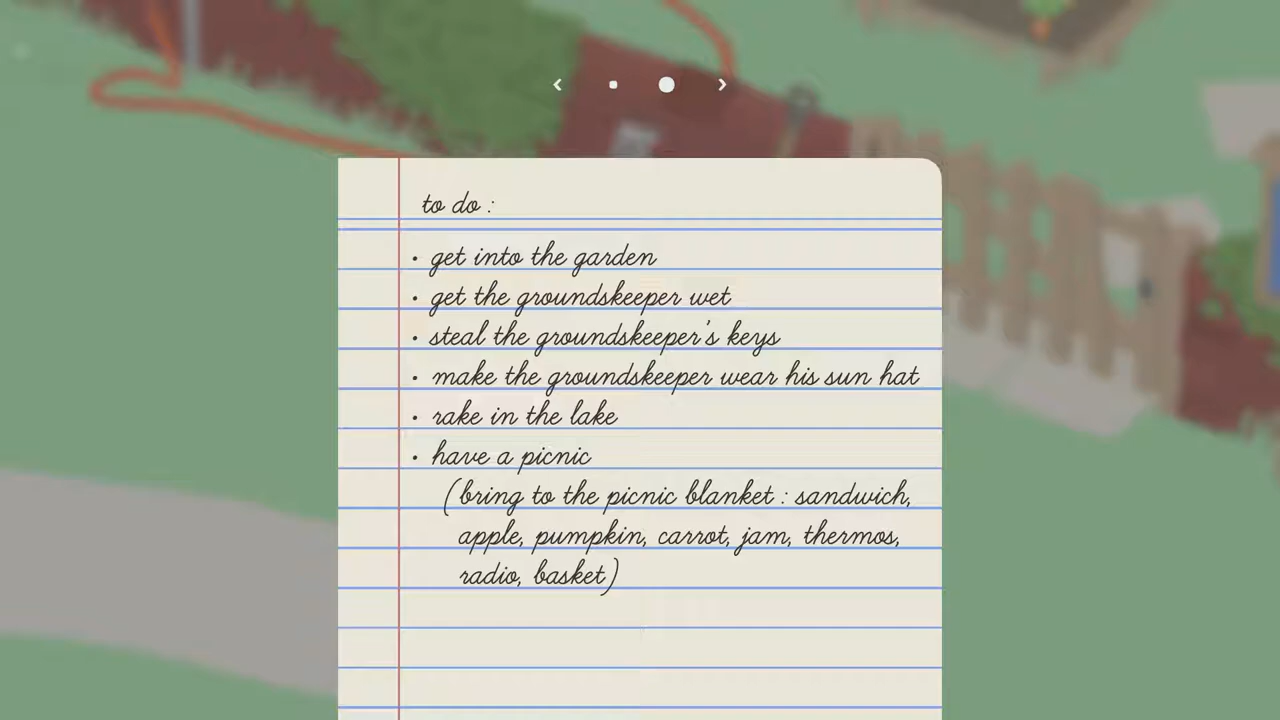 to do :
• get into the garden
• get the groundskeeper wet
• steal the groundskeeper's keys
• make the groundskeeper wear his sun hat
• rake in the lake
• have a picnic
(bring to the picnic blanket : sandwich,
apple, pumpkin, carrot, jam, thermos,
radio, basket)